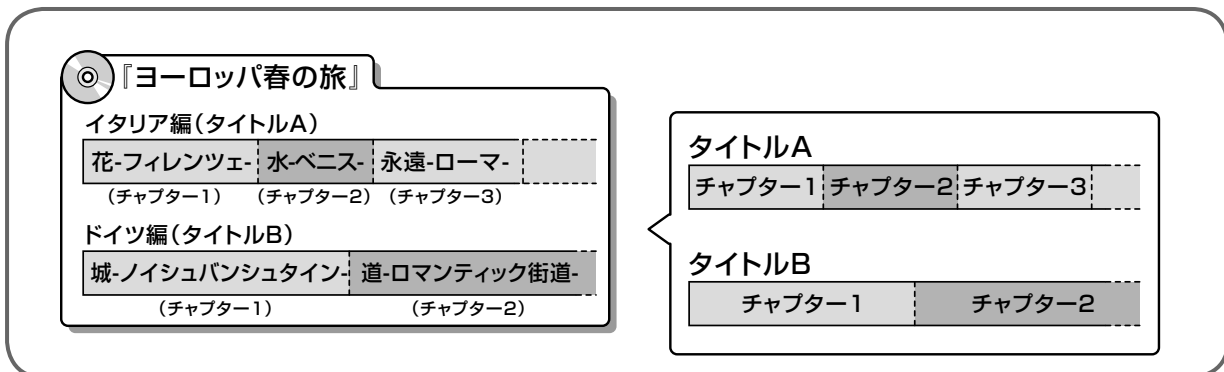 『ヨーロッパ春の旅』
イタリア編(タイトルA)
花-フィレンツェ- 水-ベニス- 永遠-ローマ-
(チャプター1) (チャプター2) (チャプター3)
ドイツ編(タイトルB)
城-ノイシュバンシュタイン- 道-ロマンティック街道-
(チャプター1) (チャプター2)
タイトルA
チャプター1 チャプター2 チャプター3
タイトルB
チャプター1 チャプター2